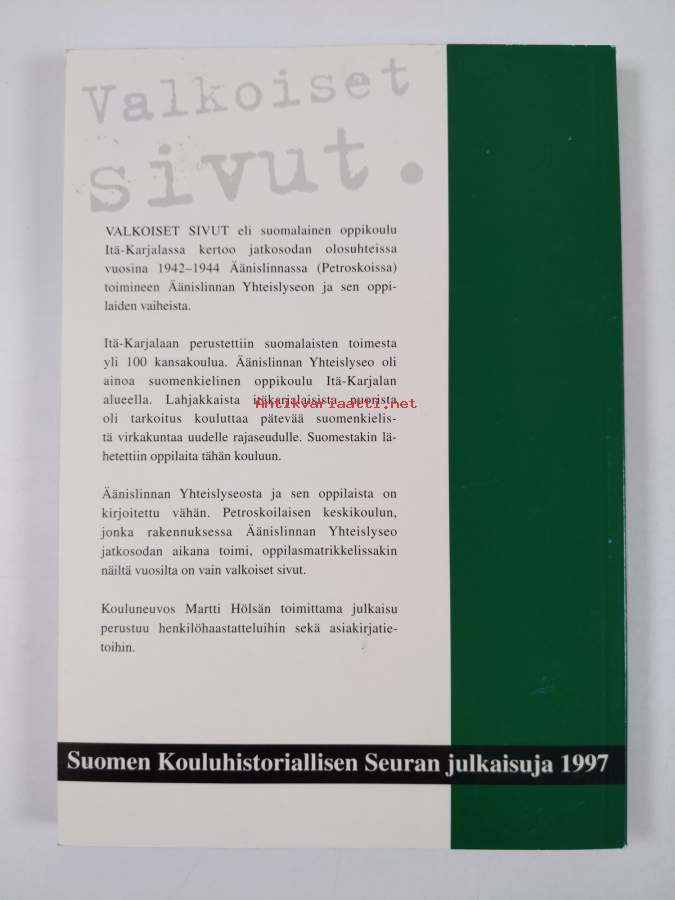 Valkoiset
sivut.
VALKOISET SIVUT eli suomalainen oppikoulu
Itä-Karjalassa kertoo jatkosodan olosuhteissa
vuosina 1942–1944 Äänislinnassa (Petroskoissa)
toimineen Äänislinnan Yhteislyseon ja sen oppi-
laiden vaiheista.
Itä-Karjalaan perustettiin suomalaisten toimesta
yli 100 kansakoulua. Äänislinnan Yhteislyseo oli
ainoa suomenkielinen oppikoulu Itä-Karjalan
alueella. Lahjakkaista itäkarjalaisista nuorista
Antikvariaatti.net
oli tarkoitus kouluttaa pätevää suomenkielis-
tä virkakuntaa uudelle rajaseudulle. Suomestakin lä-
hetettiin oppilaita tähän kouluun.
Äänislinnan Yhteislyseosta ja sen oppilaista on
kirjoitettu vähän. Petroskoilaisen keskikoulun,
jonka rakennuksessa Äänislinnan Yhteislyseo
jatkosodan aikana toimi, oppilasmatrikkelissakin
näiltä vuosilta on vain valkoiset sivut.
Kouluneuvos Martti Hölsän toimittama julkaisu
perustuu henkilöhaastatteluihin sekä asiakirjatie-
toihin.
Suomen Kouluhistoriallisen Seuran julkaisuja 1997